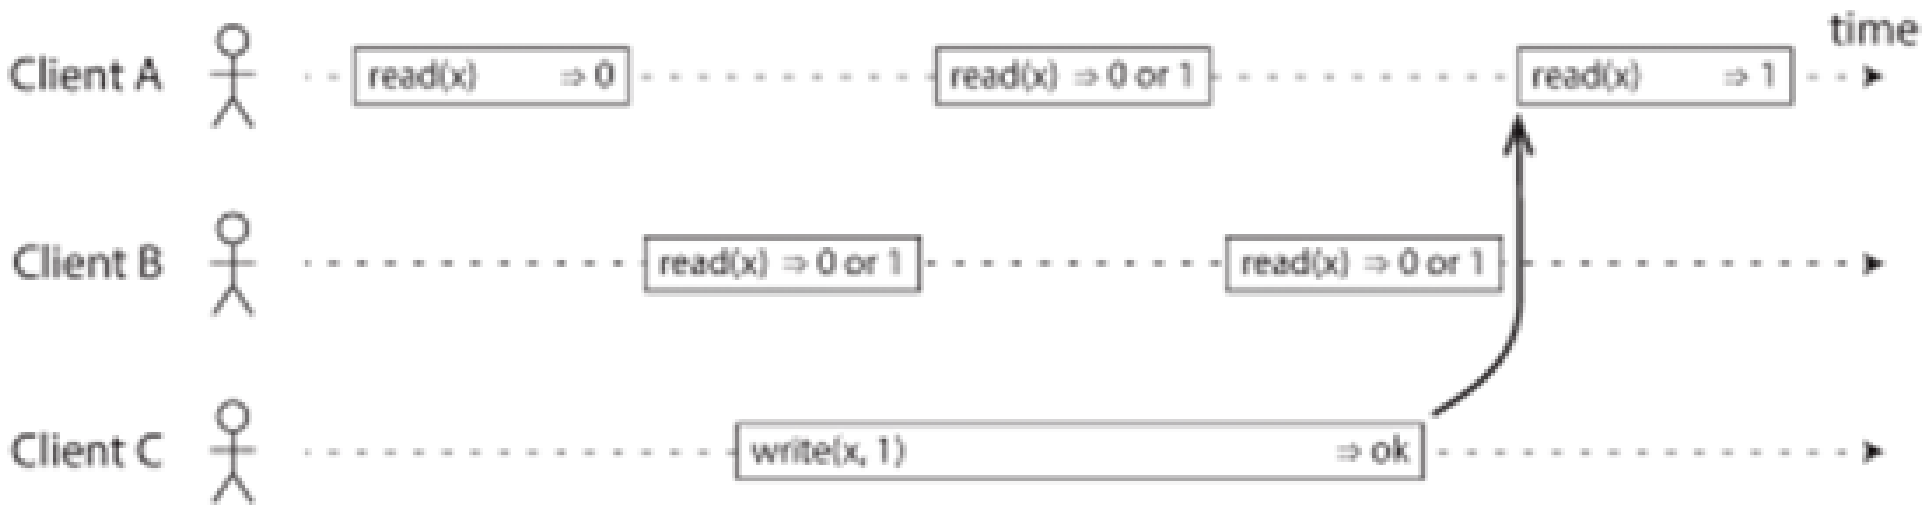 time
Client A
read(x) ⇒ 0
read(x) ⇒ 0 or 1
read(x) ⇒ 1
Client B
read(x) ⇒ 0 or 1
read(x) ⇒ 0 or 1
Client C
write(x, 1) ⇒ ok